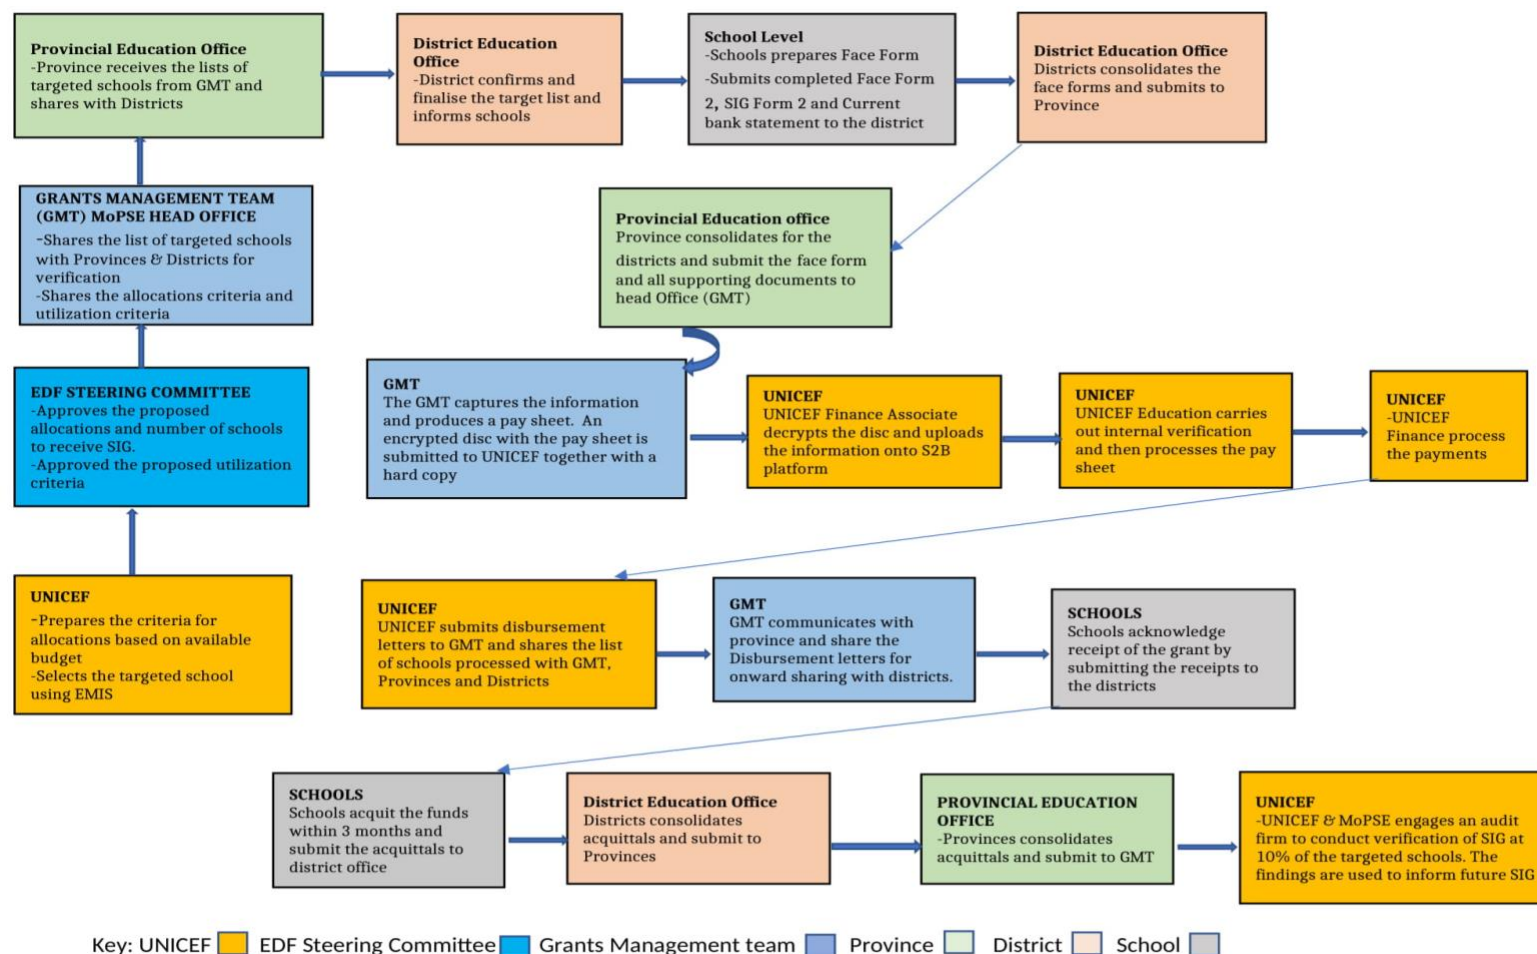 Provincial Education Office
-Province receives the lists of
targeted schools from GMT and
shares with Districts
District Education
Office
-District confirms and
finalise the target list and
informs schools
School Level
-Schools prepares Face Form
-Submits completed Face Form
2, SIG Form 2 and Current
bank statement to the district
District Education Office
Districts consolidates the
face forms and submits to
Province
GRANTS MANAGEMENT TEAM
(GMT) MoPSE HEAD OFFICE
-Shares the list of targeted schools
with Provinces & Districts for
verification
-Shares the allocations criteria and
utilization criteria
Provincial Education office
Province consolidates for the
districts and submit the face form
and all supporting documents to
head Office (GMT)
EDF STEERING COMMITTEE
-Approves the proposed
allocations and number of schools
to receive SIG.
-Approved the proposed utilization
criteria
GMT
The GMT captures the information
and produces a pay sheet. An
encrypted disc with the pay sheet is
submitted to UNICEF together with a
hard copy
UNICEF
UNICEF Finance Associate
decrypts the disc and uploads
the information onto S2B
platform
UNICEF
UNICEF Education carries
out internal verification
and then processes the pay
sheet
UNICEF
-UNICEF
Finance process
the payments
UNICEF
-Prepares the criteria for
allocations based on available
budget
-Selects the targeted school
using EMIS
UNICEF
UNICEF submits disbursement
letters to GMT and shares the list
of schools processed with GMT,
Provinces and Districts
GMT
GMT communicates with
province and share the
Disbursement letters for
onward sharing with districts.
SCHOOLS
Schools acknowledge
receipt of the grant by
submitting the receipts to
the districts
SCHOOLS
Schools acquit the funds
within 3 months and
submit the acquittals to
district office
District Education Office
Districts consolidates
acquittals and submit to
Provinces
PROVINCIAL EDUCATION
OFFICE
-Provinces consolidates
acquittals and submit to GMT
UNICEF
-UNICEF & MoPSE engages an audit
firm to conduct verification of SIG at
10% of the targeted schools. The
findings are used to inform future SIG
Key: UNICEF EDF Steering Committee Grants Management team Province District School